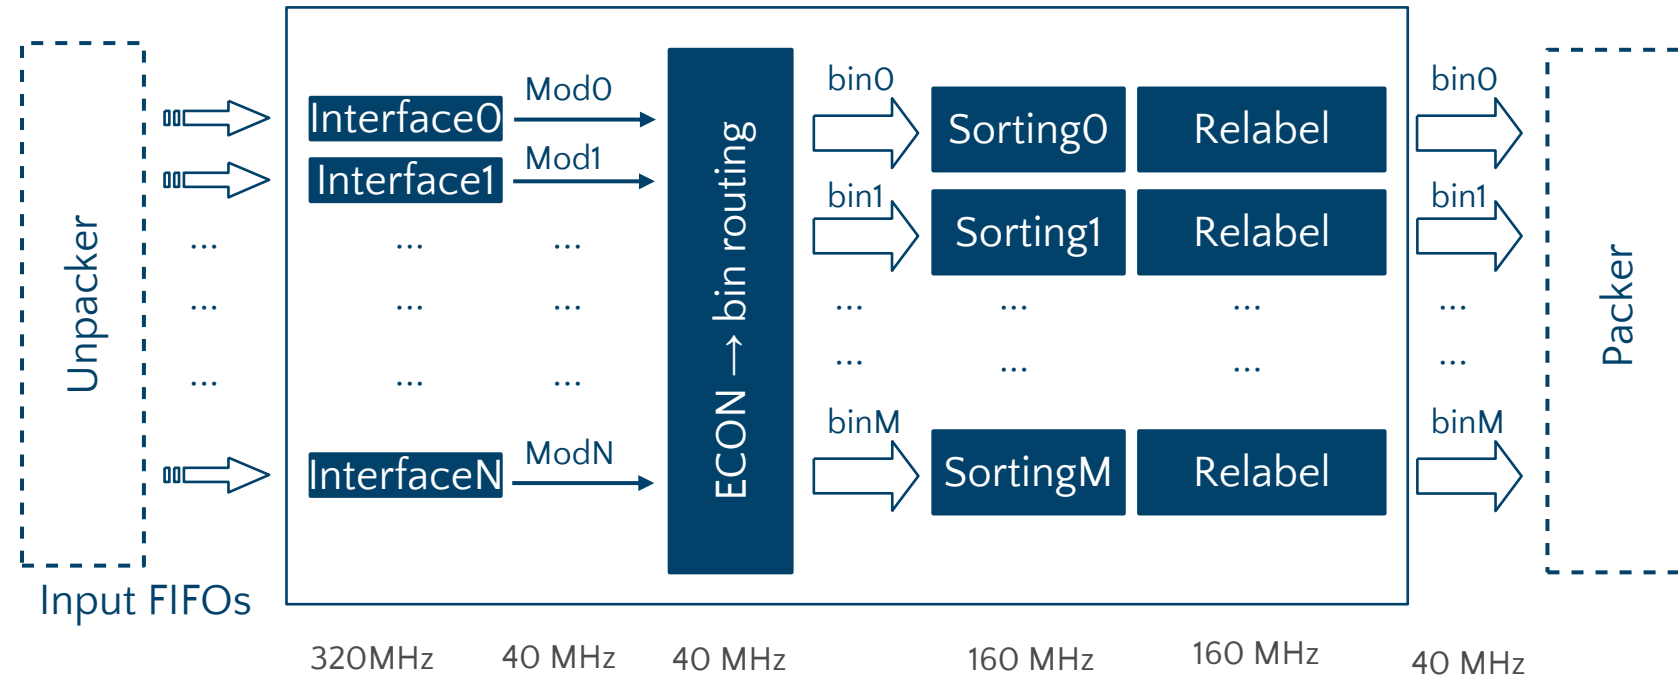 Unpacker
Input FIFOs
...
...
...
Interface0
Interface1
...
...
...
InterfaceN
Mod0
Mod1
...
...
...
ModN
ECON → bin routing
bin0
bin1
...
...
binM
Sorting0
Relabel
Sorting1
Relabel
...
...
...
...
SortingM
Relabel
bin0
bin1
...
...
binM
Packer
320MHz
40 MHz
40 MHz
160 MHz
160 MHz
40 MHz